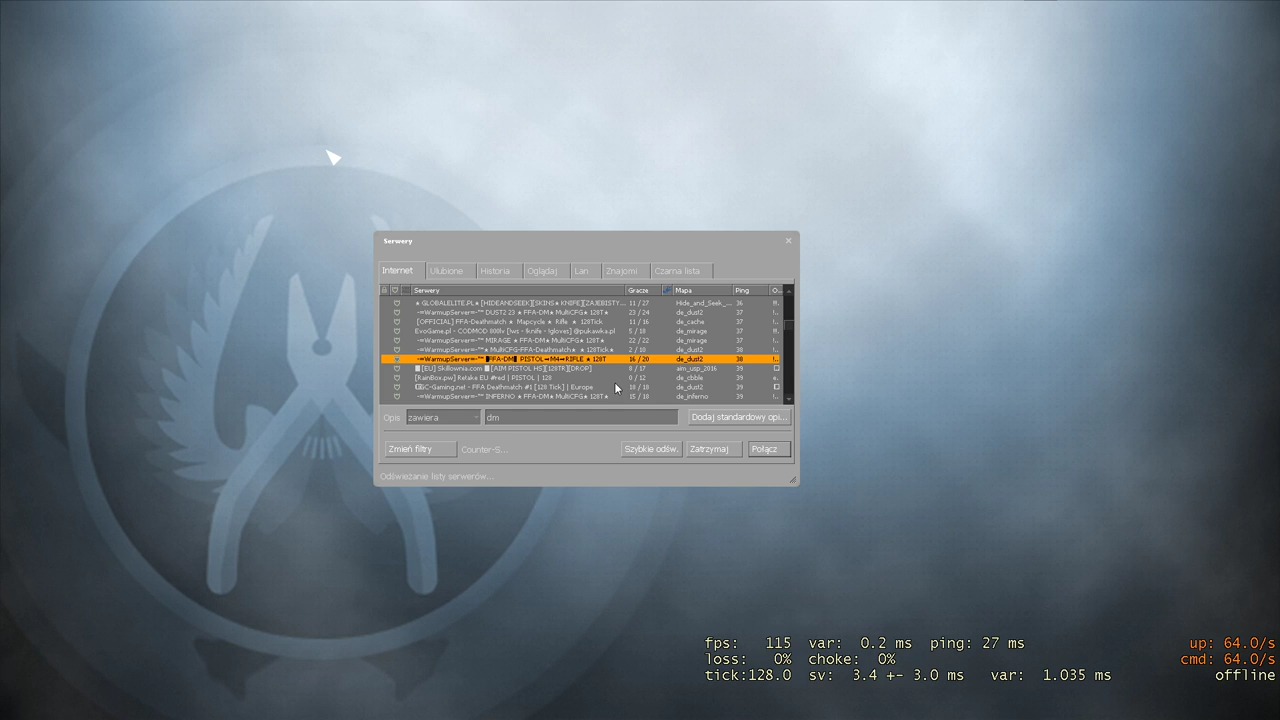 Serwery
Internet Ulubione Historia Oglądaj Lan Znajomi Czarna lista
Serwery Gracze Mapa Ping O...
★ GLOBALELITE.PL★ [HIDEANDSEEK][SKINS★ KNIFE][ZAJEBISTY... 11 / 27 Hide_and_Seek_... 36
-=WarmupServer=-™ DUST2 23 ★ FFA-DM★ MultiCFG★ 128T★ 23 / 24 de_dust2 37
[OFFICIAL] FFA-Deathmatch ★ Mapcycle ★ Rifle ★ 128Tick 11 / 16 de_cache 37
EvoGame.pl - CODMOD 800lv [!ws - !knife - !gloves] @pukawka.pl 5 / 18 de_mirage 37
-=WarmupServer=-™ MIRAGE ★ FFA-DM★ MultiCFG★ 128T★ 22 / 22 de_mirage 37
-=WarmupServer=-™★ MultiCFG-FFA-Deathmatch★ ★ 128Tick★ 2 / 10 de_dust2 38
-=WarmupServer=-™ █FFA-DM█ PISTOL→M4→RIFLE ★ 128T 16 / 20 de_dust2 38
[EU] Skillownia.com [AIM PISTOL HS][128TR][DROP] 8 / 17 aim_usp_2016 39
[RainBox.pw] Retake EU #red | PISTOL | 128 0 / 12 de_cbble 39
GC-Gaming.net - FFA Deathmatch #1 [128 Tick] | Europe 18 / 18 de_dust2 39
-=WarmupServer=-™ INFERNO ★ FFA-DM★ MultiCFG★ 128T★ 15 / 18 de_inferno 39
Opis zawiera dm Dodaj standardowy opi...
Zmień filtry Counter-S... Szybkie odśw. Zatrzymaj Połącz
Odświeżanie listy serwerów...
fps: 115 var: 0.2 ms ping: 27 ms up: 64.0/s
loss: 0% choke: 0% cmd: 64.0/s
tick:128.0 sv: 3.4 +- 3.0 ms var: 1.035 ms offline